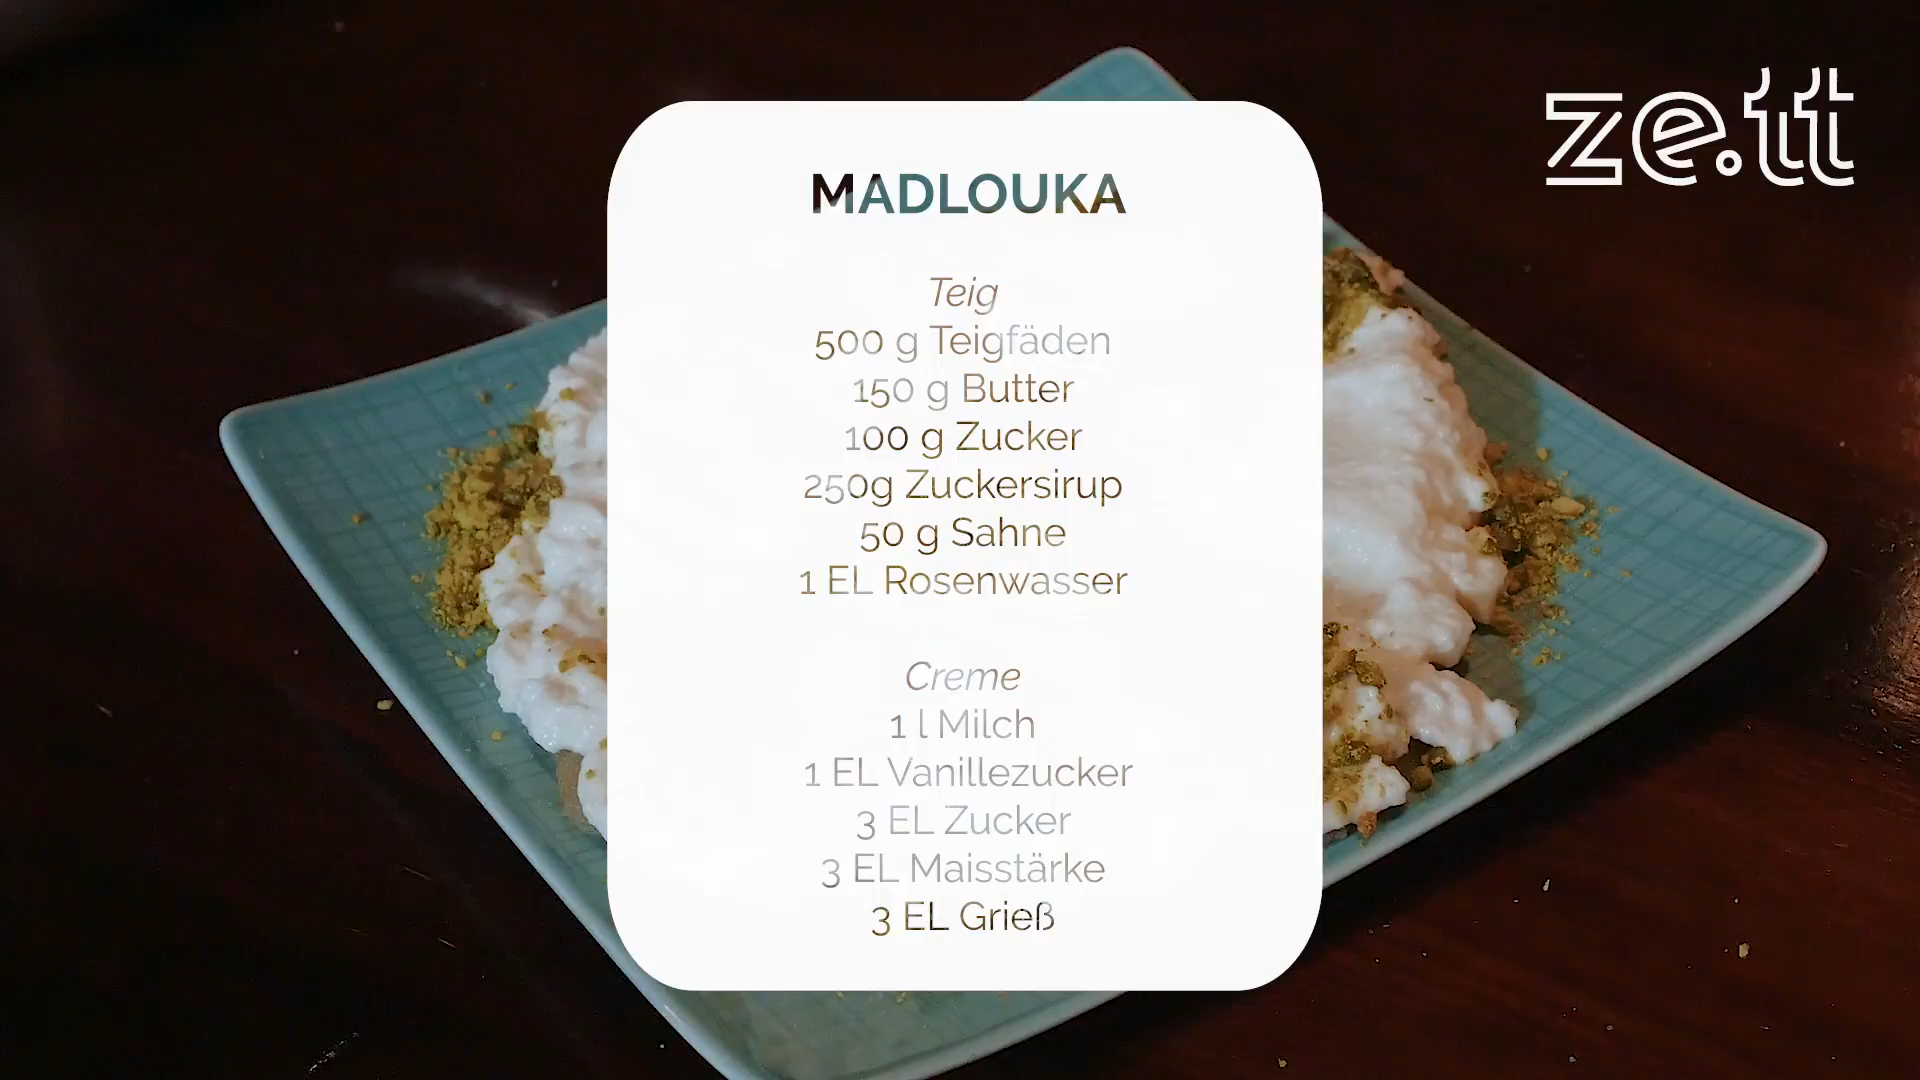 ze.tt
MADLOUKA
Teig
500 g Teigfäden
150 g Butter
100 g Zucker
250g Zuckersirup
50 g Sahne
1 EL Rosenwasser
Creme
1 l Milch
1 EL Vanillezucker
3 EL Zucker
3 EL Maisstärke
3 EL Grieß